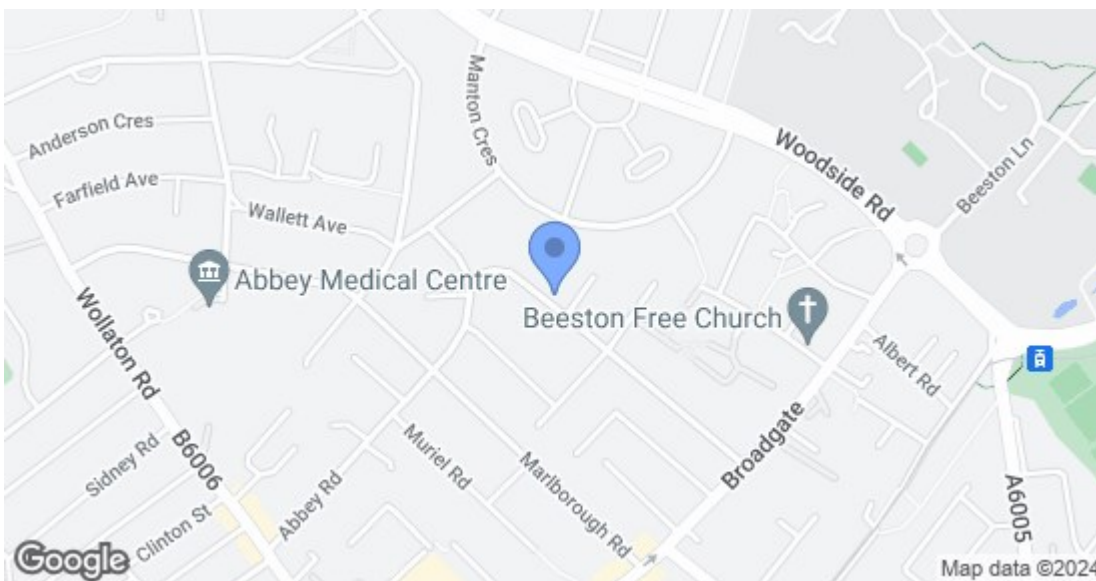 Manton Cres
Anderson Cres
Woodside Rd
Beeston Ln
Farfield Ave
Wallett Ave
Abbey Medical Centre
Beeston Free Church
Wollaton Rd
Albert Rd
B6006
Sidney Rd
Muriel Rd
Broadgate
Abbey Rd
Marlborough Rd
A6005
Clinton St
Google
Map data ©2024